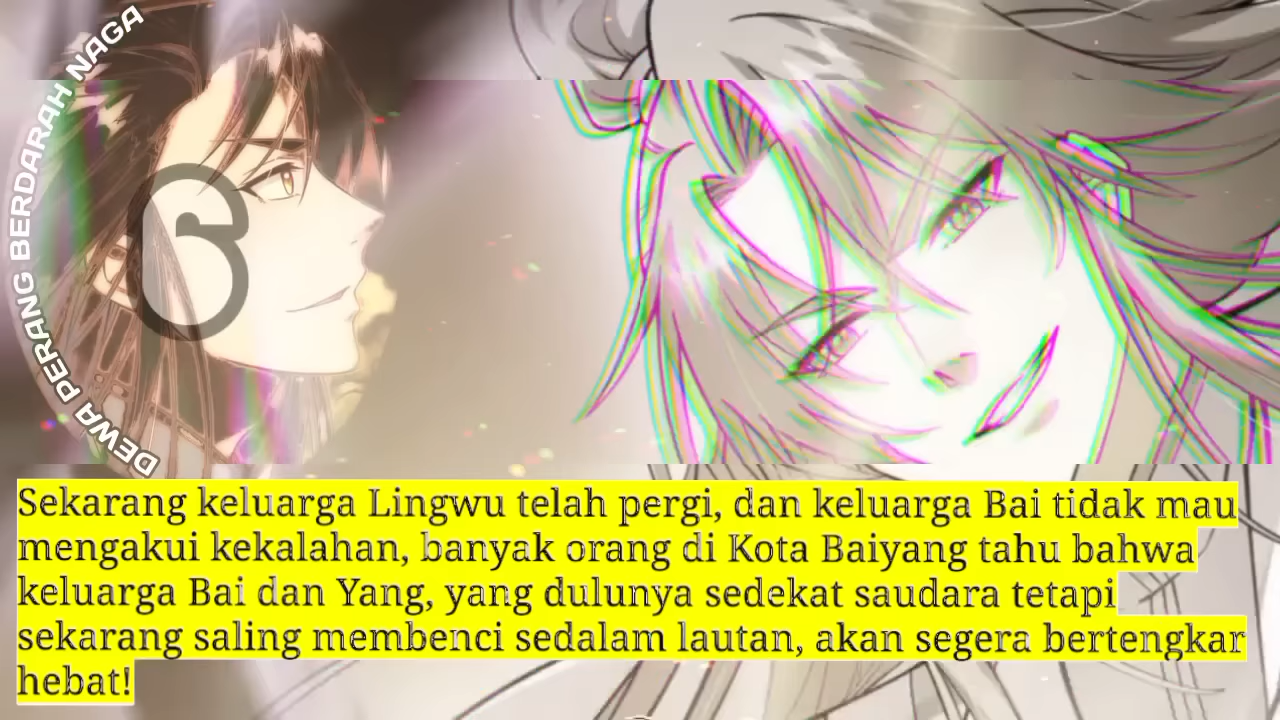 DEWA PERANG BERDARAH NAGA
6
Sekarang keluarga Lingwu telah pergi, dan keluarga Bai tidak mau
mengakui kekalahan, banyak orang di Kota Baiyang tahu bahwa
keluarga Bai dan Yang, yang dulunya sedekat saudara tetapi
sekarang saling membenci sedalam lautan, akan segera bertengkar
hebat!